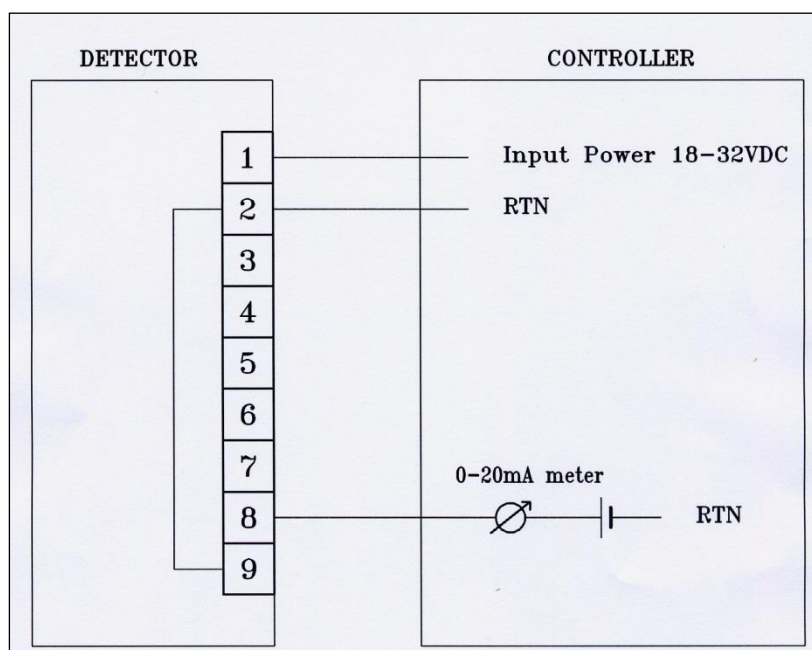 DETECTOR
CONTROLLER
1
Input Power 18-32VDC
2
RTN
3
4
5
6
7
0-20mA meter
8
RTN
9